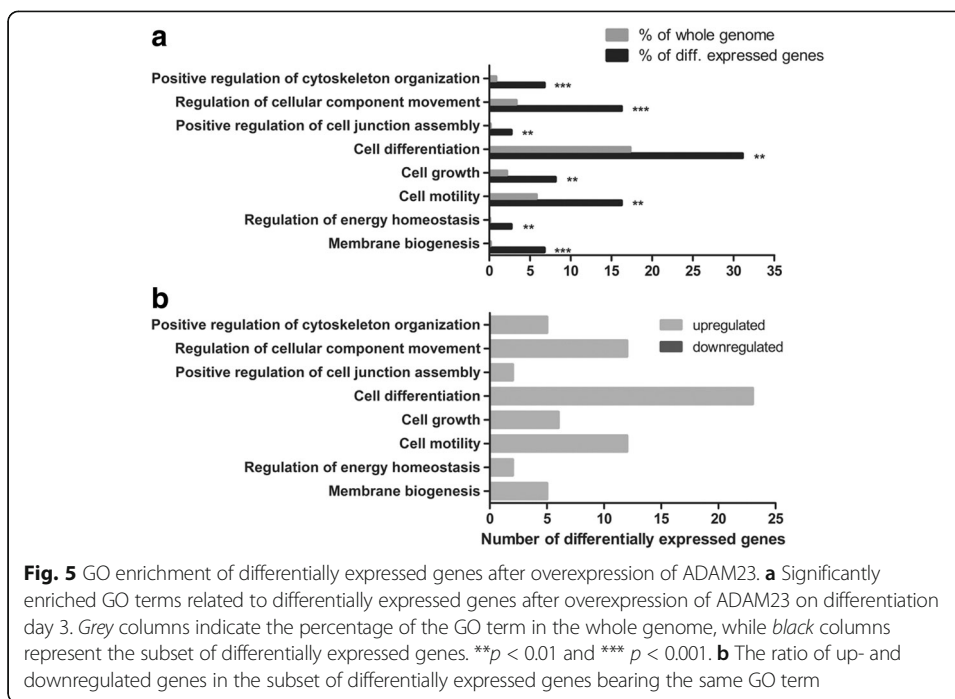 a
% of whole genome
% of diff. expressed genes
Positive regulation of cytoskeleton organization
***
Regulation of cellular component movement
***
Positive regulation of cell junction assembly
**
Cell differentiation
**
Cell growth
**
Cell motility
**
Regulation of energy homeostasis
**
Membrane biogenesis
***
0 5 10 15 20 25 30 35
b
upregulated
downregulated
Positive regulation of cytoskeleton organization
Regulation of cellular component movement
Positive regulation of cell junction assembly
Cell differentiation
Cell growth
Cell motility
Regulation of energy homeostasis
Membrane biogenesis
0 5 10 15 20 25
Number of differentially expressed genes
Fig. 5 GO enrichment of differentially expressed genes after overexpression of ADAM23. a Significantly
enriched GO terms related to differentially expressed genes after overexpression of ADAM23 on differentiation
day 3. Grey columns indicate the percentage of the GO term in the whole genome, while black columns
represent the subset of differentially expressed genes. **p < 0.01 and *** p < 0.001. b The ratio of up- and
downregulated genes in the subset of differentially expressed genes bearing the same GO term